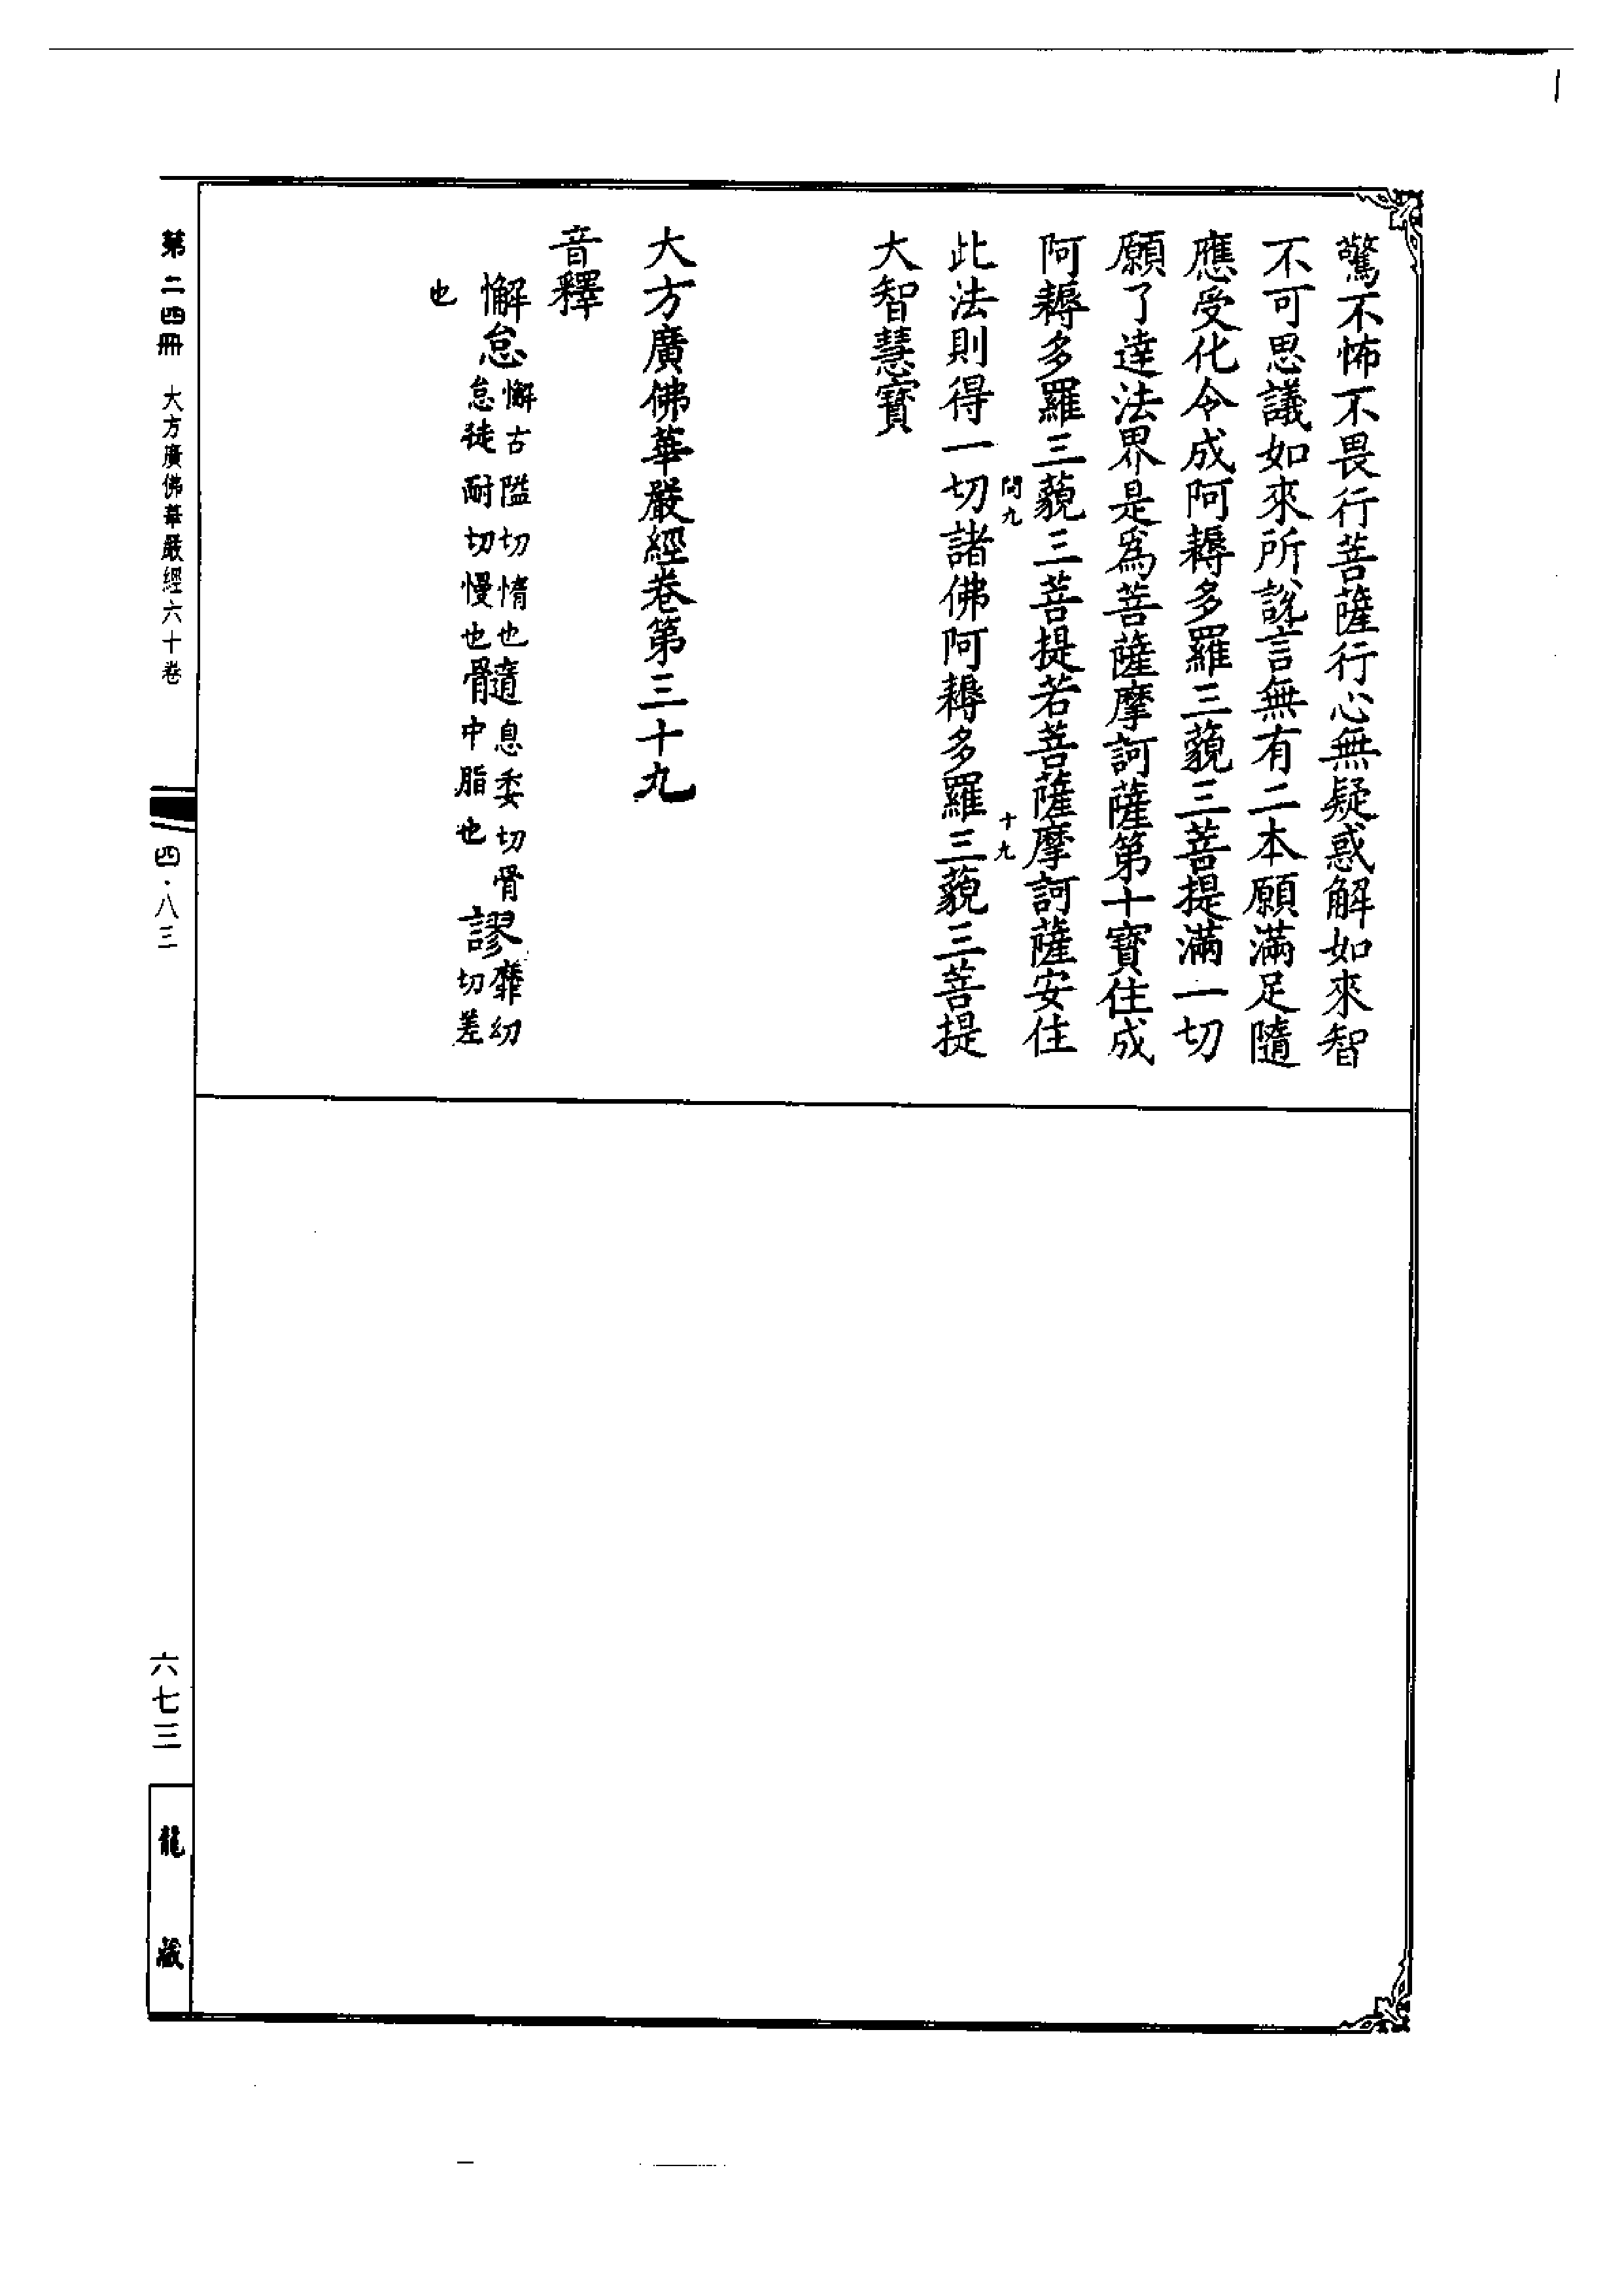 驚不怖不畏行菩薩行心無疑惑解如來智
不可思議如來所說言無有二本願滿足隨
應受化令成阿耨多羅三藐三菩提滿一切
願了達法界是爲菩薩摩訶薩第十寶住成
阿耨多羅三藐三菩提若菩薩摩訶薩安住
問九 十九
此法則得一切諸佛阿耨多羅三藐三菩提
大智慧寶
大方廣佛華嚴經卷第三十九
音釋
懈怠 懈古隘切惰也怠徒耐切慢也 髓 息委切骨中脂也 謬 靡幼切差
也
第二四冊 大方廣佛華嚴經六十卷 四・八三 六七三 龍藏